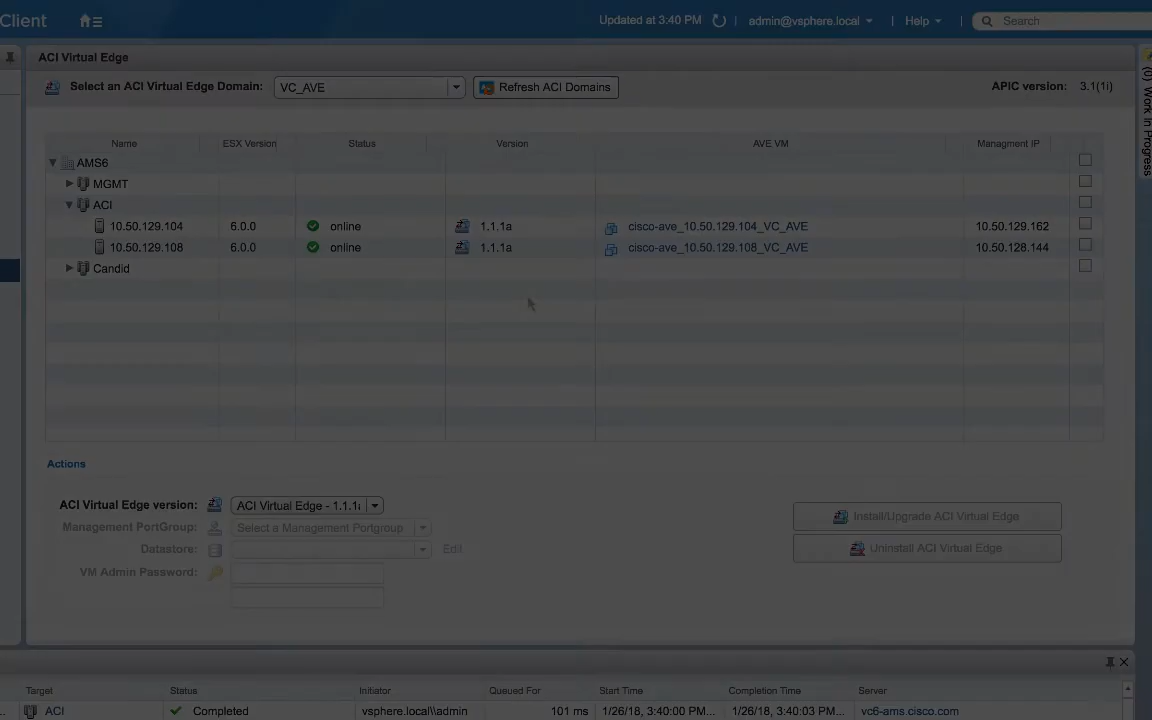 Client Updated at 3:40 PM admin@vsphere.local Help Search
ACI Virtual Edge
Select an ACI Virtual Edge Domain: VC_AVE Refresh ACI Domains APIC version: 3.1(1i)
(0) Work In Progress
Name ESX Version Status Version AVE VM Managment IP
AMS6
MGMT
ACI
10.50.129.104 6.0.0 online 1.1.1a cisco-ave_10.50.129.104_VC_AVE 10.50.129.162
10.50.129.108 6.0.0 online 1.1.1a cisco-ave_10.50.129.108_VC_AVE 10.50.128.144
Candid
Actions
ACI Virtual Edge version: ACI Virtual Edge - 1.1.1
Management PortGroup: Select a Management Portgroup
Install/Upgrade ACI Virtual Edge
Datastore: Edit
Uninstall ACI Virtual Edge
VM Admin Password:
Target Status Initiator Queued For Start Time Completion Time Server
... ACI Completed vsphere.local\\admin 101 ms 1/26/18, 3:40:00 PM... 1/26/18, 3:40:03 PM... vc6-ams.cisco.com